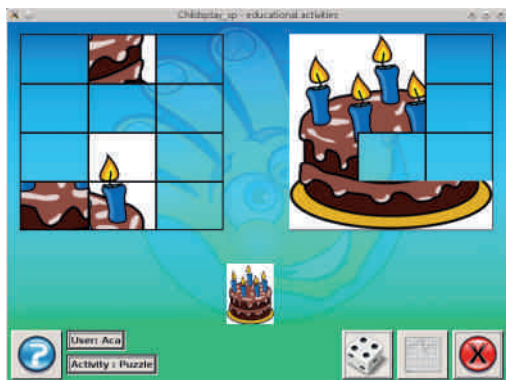 Childsplay_sp - educational activities
User: Aca
Activity : Puzzle